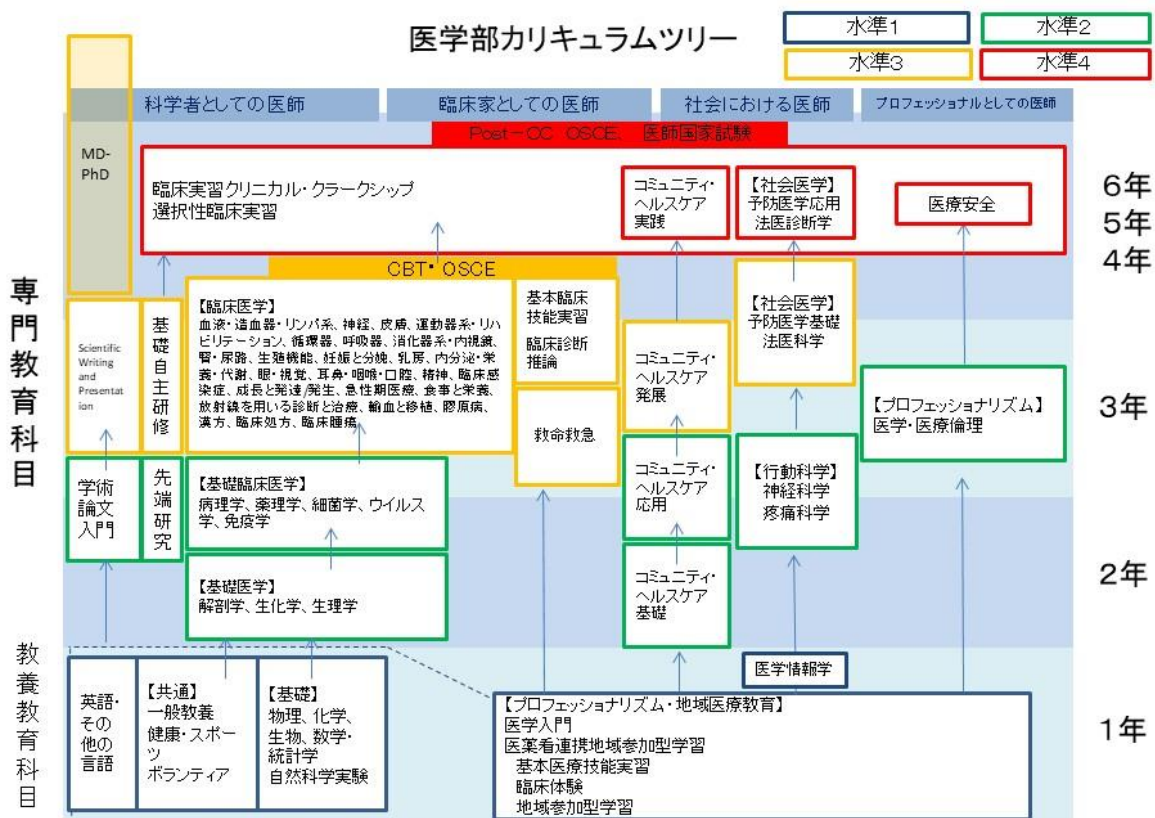 医学部カリキュラムツリー
水準1
水準2
水準3
水準4
科学者としての医師
臨床家としての医師
社会における医師
プロフェッショナルとしての医師
Post-CC OSCE、 医師国家試験
MD-
PhD
臨床実習クリニカル・クラークシップ
選択性臨床実習
コミュニティ・
ヘルスケア
実践
【社会医学】
予防医学応用
法医診断学
医療安全
6年
5年
4年
CBT・OSCE
専門教育科目
Scientific
Writing
and
Presentat
ion
基礎自主研修
【臨床医学】
血液・造血器・リンパ系、神経、皮膚、運動器系・リハ
ビリテーション、循環器、呼吸器、消化器系・内視鏡、
腎・尿路、生殖機能、妊娠と分娩、乳房、内分泌・栄
養・代謝、眼・視覚、耳鼻・咽喉・口腔、精神、臨床感
染症、成長と発達/発生、急性期医療、食事と栄養、
放射線を用いる診断と治療、輸血と移植、膠原病、
漢方、臨床処方、臨床腫瘍
基本臨床
技能実習
臨床診断
推論
救命救急
コミュニティ・
ヘルスケア
発展
【社会医学】
予防医学基礎
法医科学
【プロフェッショナリズム】
医学・医療倫理
3年
学術
論文
入門
先端研究
【基礎臨床医学】
病理学、薬理学、細菌学、ウイルス
学、免疫学
コミュニティ・
ヘルスケア
応用
【行動科学】
神経科学
疼痛科学
【基礎医学】
解剖学、生化学、生理学
コミュニティ・
ヘルスケア
基礎
2年
教養教育科目
英語・
その
他の
言語
【共通】
一般教養
健康・スポー
ツ
ボランティア
【基礎】
物理、化学、
生物、数学・
統計学
自然科学実験
医学情報学
【プロフェッショナリズム・地域医療教育】
医学入門
医薬看連携地域参加型学習
基本医療技能実習
臨床体験
地域参加型学習
1年